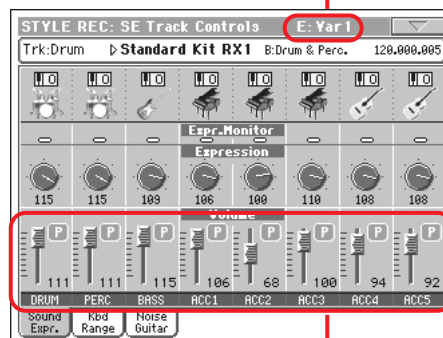 STYLE REC: SE Track Controls E: Var1
Trk:Drum ▷Standard Kit RX1 B:Drum & Perc. 120.000.005
Expr.Monitor
Expression
115 115 109 106 100 110 108 108
Volume
P P P P P P P P
111 111 115 106 68 100 94 92
DRUM PERC BASS ACC1 ACC2 ACC3 ACC4 ACC5
Sound Expr. Kbd Range Noise Guitar